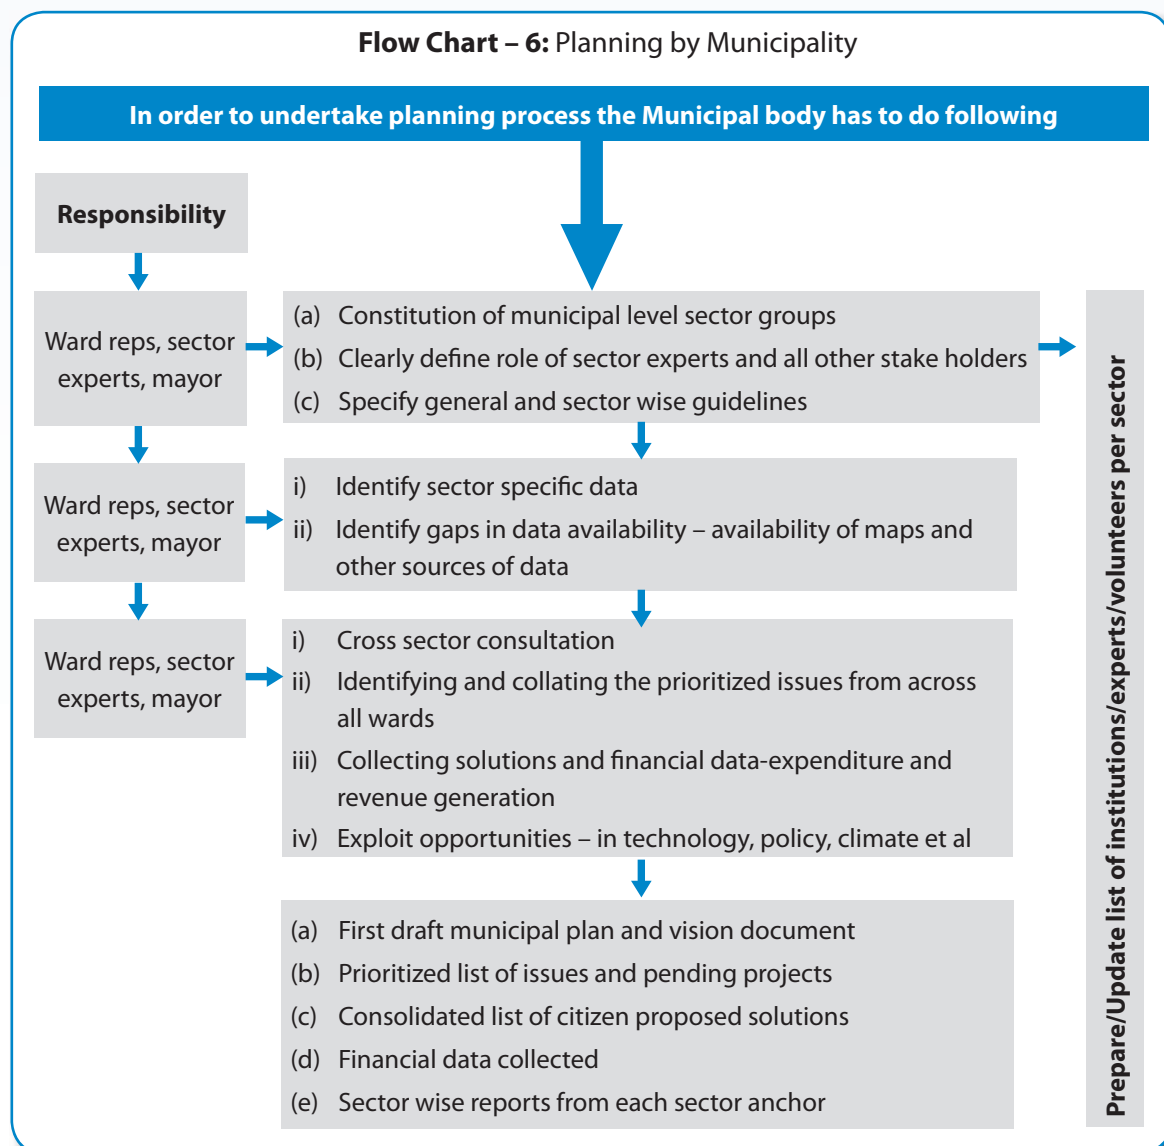 Flow Chart – 6: Planning by Municipality
In order to undertake planning process the Municipal body has to do following
Responsibility
Ward reps, sector
experts, mayor
(a) Constitution of municipal level sector groups
(b) Clearly define role of sector experts and all other stake holders
(c) Specify general and sector wise guidelines
Ward reps, sector
experts, mayor
i) Identify sector specific data
ii) Identify gaps in data availability – availability of maps and
other sources of data
Ward reps, sector
experts, mayor
i) Cross sector consultation
ii) Identifying and collating the prioritized issues from across
all wards
iii) Collecting solutions and financial data-expenditure and
revenue generation
iv) Exploit opportunities – in technology, policy, climate et al
(a) First draft municipal plan and vision document
(b) Prioritized list of issues and pending projects
(c) Consolidated list of citizen proposed solutions
(d) Financial data collected
(e) Sector wise reports from each sector anchor
Prepare/Update list of institutions/experts/volunteers per sector